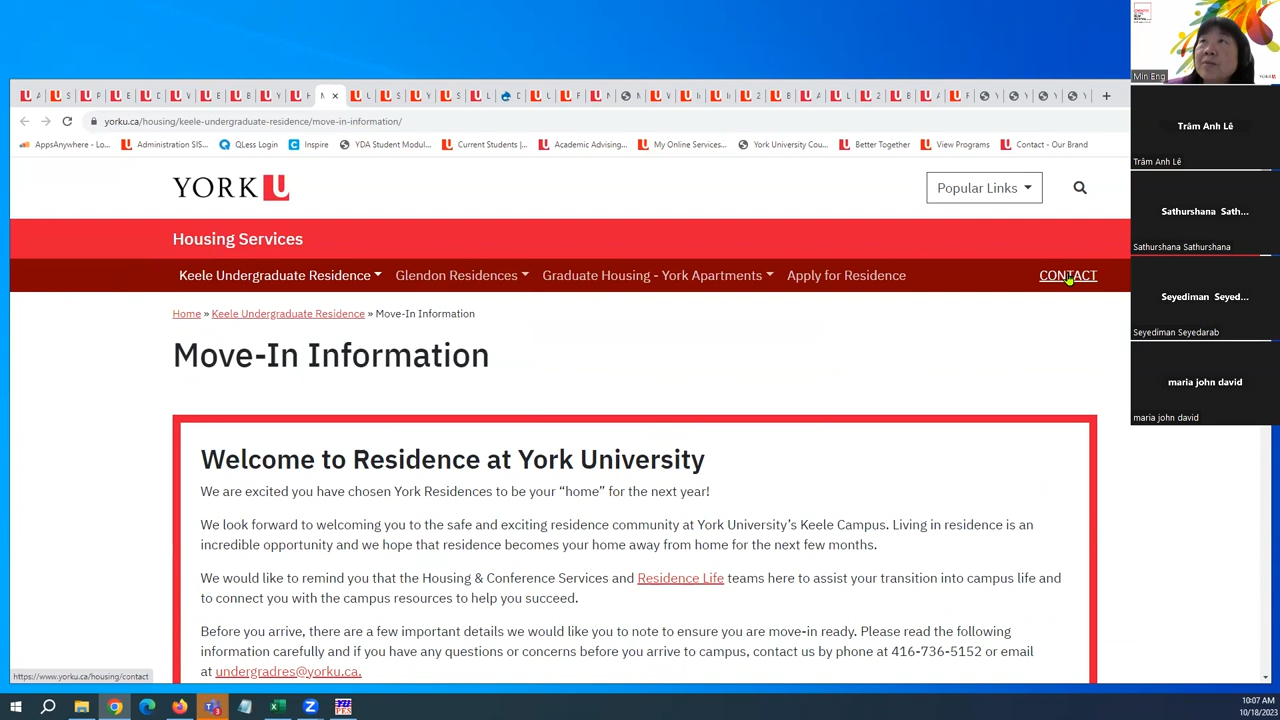 Min Eng
yorku.ca/housing/keele-undergraduate-residence/move-in-information/
AppsAnywhere - Lo...
Administration SIS...
QLess Login
Inspire
YDA Student Modul...
Current Students |...
Academic Advising...
My Online Services...
York University Cou...
Better Together
View Programs
Contact - Our Brand
Trâm Anh Lê
Trâm Anh Lê
YORK U
Popular Links
Sathurshana Sath...
Sathurshana Sathurshana
Housing Services
Keele Undergraduate Residence
Glendon Residences
Graduate Housing - York Apartments
Apply for Residence
CONTACT
Seyediman Seyed...
Seyediman Seyedarab
Home » Keele Undergraduate Residence » Move-In Information
Move-In Information
maria john david
maria john david
Welcome to Residence at York University
We are excited you have chosen York Residences to be your “home” for the next year!
We look forward to welcoming you to the safe and exciting residence community at York University’s Keele Campus. Living in residence is an
incredible opportunity and we hope that residence becomes your home away from home for the next few months.
We would like to remind you that the Housing & Conference Services and Residence Life teams here to assist your transition into campus life and
to connect you with the campus resources to help you succeed.
Before you arrive, there are a few important details we would like you to note to ensure you are move-in ready. Please read the following
information carefully and if you have any questions or concerns before you arrive to campus, contact us by phone at 416-736-5152 or email
at undergradres@yorku.ca.
https://www.yorku.ca/housing/contact
10:07 AM
10/18/2023